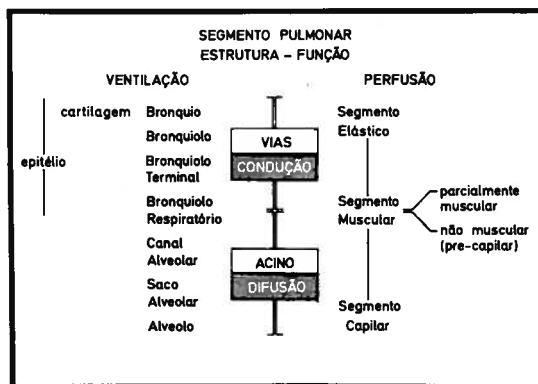 SEGMENTO PULMONAR
ESTRUTURA – FUNÇÃO
VENTILAÇÃO
PERFUSÃO
epitélio
cartilagem
Bronquio
Bronquiolo
Bronquiolo
Terminal
Bronquiolo
Respiratório
Canal
Alveolar
Saco
Alveolar
Alveolo
VIAS
CONDUÇÃO
ACINO
DIFUSÃO
Segmento
Elástico
Segmento
Muscular
parcialmente
muscular
não muscular
(pre-capilar)
Segmento
Capilar